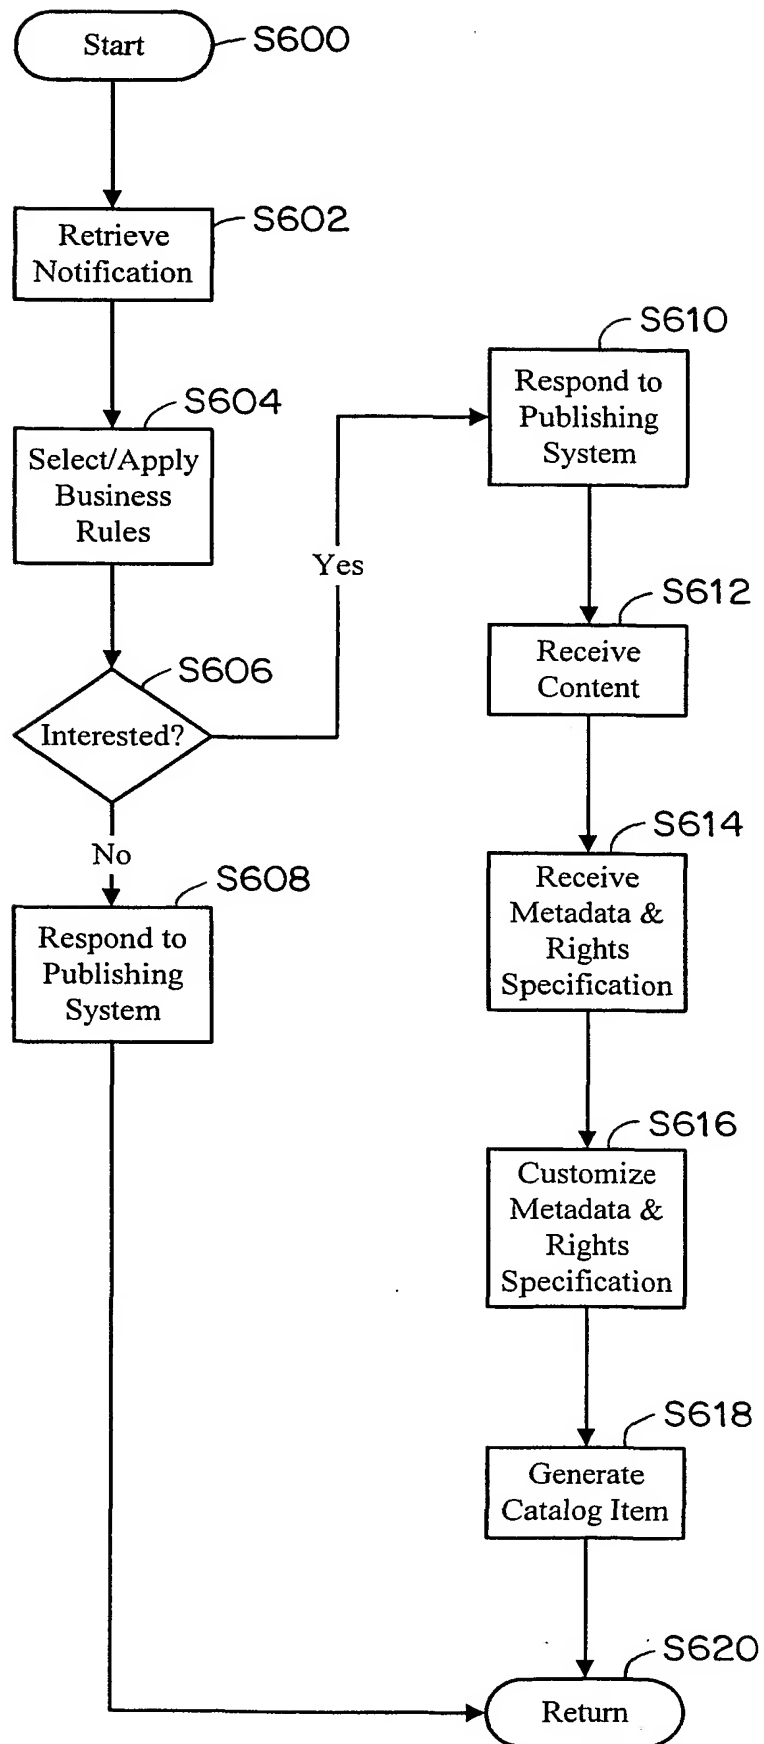 Start
S600
Retrieve
Notification
S602
Select/Apply
Business
Rules
S604
Interested?
S606
Yes
No
Respond to
Publishing
System
S608
Respond to
Publishing
System
S610
Receive
Content
S612
Receive
Metadata &
Rights
Specification
S614
Customize
Metadata &
Rights
Specification
S616
Generate
Catalog Item
S618
Return
S620